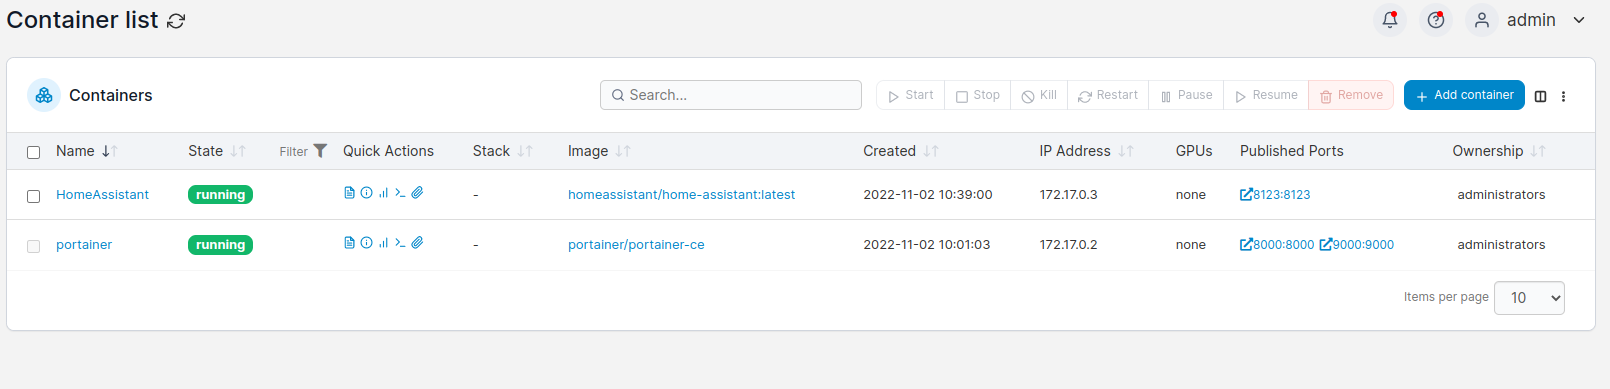 Container list
admin
Containers
Search...
Start Stop Kill Restart Pause Resume Remove Add container
Name State Filter Quick Actions Stack Image Created IP Address GPUs Published Ports Ownership
HomeAssistant running - homeassistant/home-assistant:latest 2022-11-02 10:39:00 172.17.0.3 none 8123:8123 administrators
portainer running - portainer/portainer-ce 2022-11-02 10:01:03 172.17.0.2 none 8000:8000 9000:9000 administrators
Items per page 10